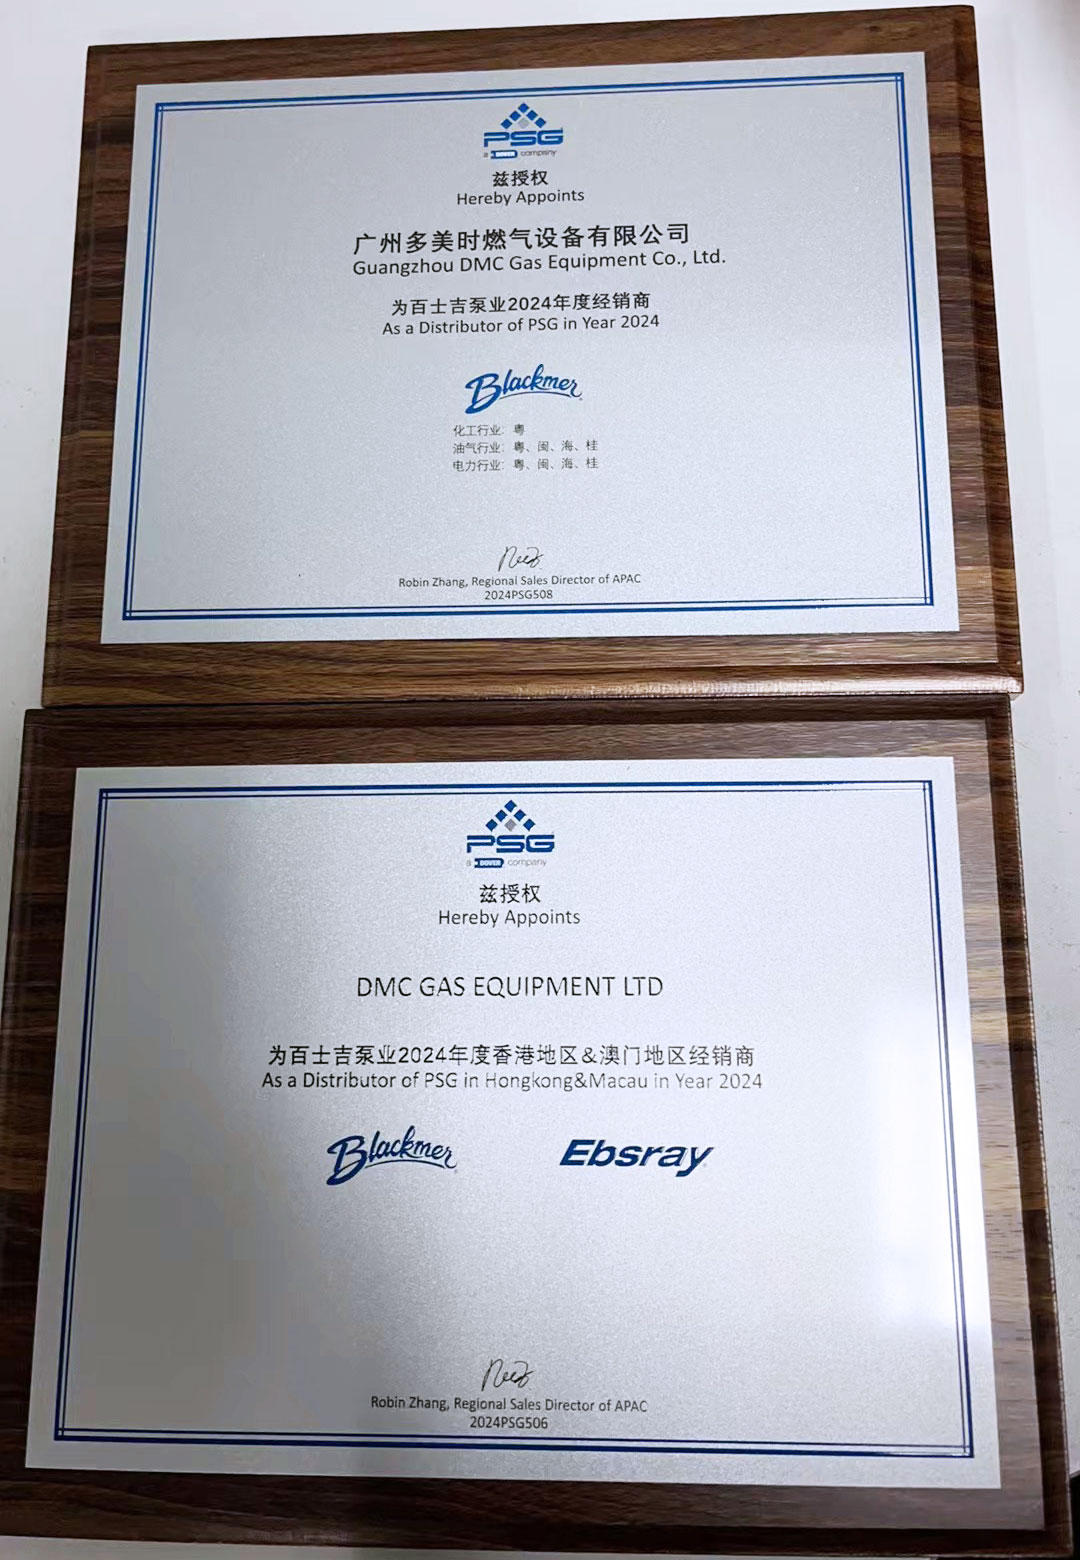 PSG
a DOVER company
兹授权
Hereby Appoints
广州多美时燃气设备有限公司
Guangzhou DMC Gas Equipment Co., Ltd.
为百士吉泵业2024年度经销商
As a Distributor of PSG in Year 2024
Blackmer
化工行业: 粤
油气行业: 粤、闽、海、桂
电力行业: 粤、闽、海、桂
Robin Zhang, Regional Sales Director of APAC
2024PSG508
PSG
a DOVER company
兹授权
Hereby Appoints
DMC GAS EQUIPMENT LTD
为百士吉泵业2024年度香港地区&澳门地区经销商
As a Distributor of PSG in Hongkong&Macau in Year 2024
Blackmer Ebsray
Robin Zhang, Regional Sales Director of APAC
2024PSG506